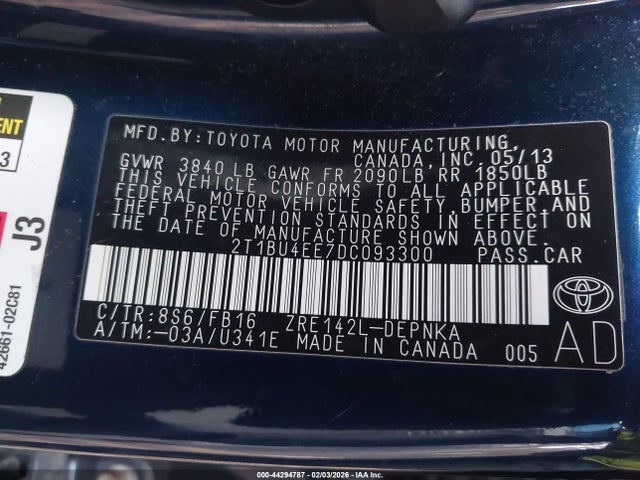 MFD.BY:TOYOTA MOTOR MANUFACTURING,
CANADA,INC.05/13
GVWR 3840LB GAWR FR 2090LB RR 1850LB
THIS VEHICLE CONFORMS TO ALL APPLICABLE
FEDERAL MOTOR VEHICLE SAFETY, BUMPER,AND
THEFT PREVENTION STANDARDS IN EFFECT ON
THE DATE OF MANUFACTURE SHOWN ABOVE.
2T1BU4EE7DC093300 PASS.CAR
C/TR:8S6/FB16 ZRE142L-DEPNKA
A/TM:-03A/U341E MADE IN CANADA 005 AD
J3
42661-02C81
000-44294787 - 02/03/2026 - IAA Inc.